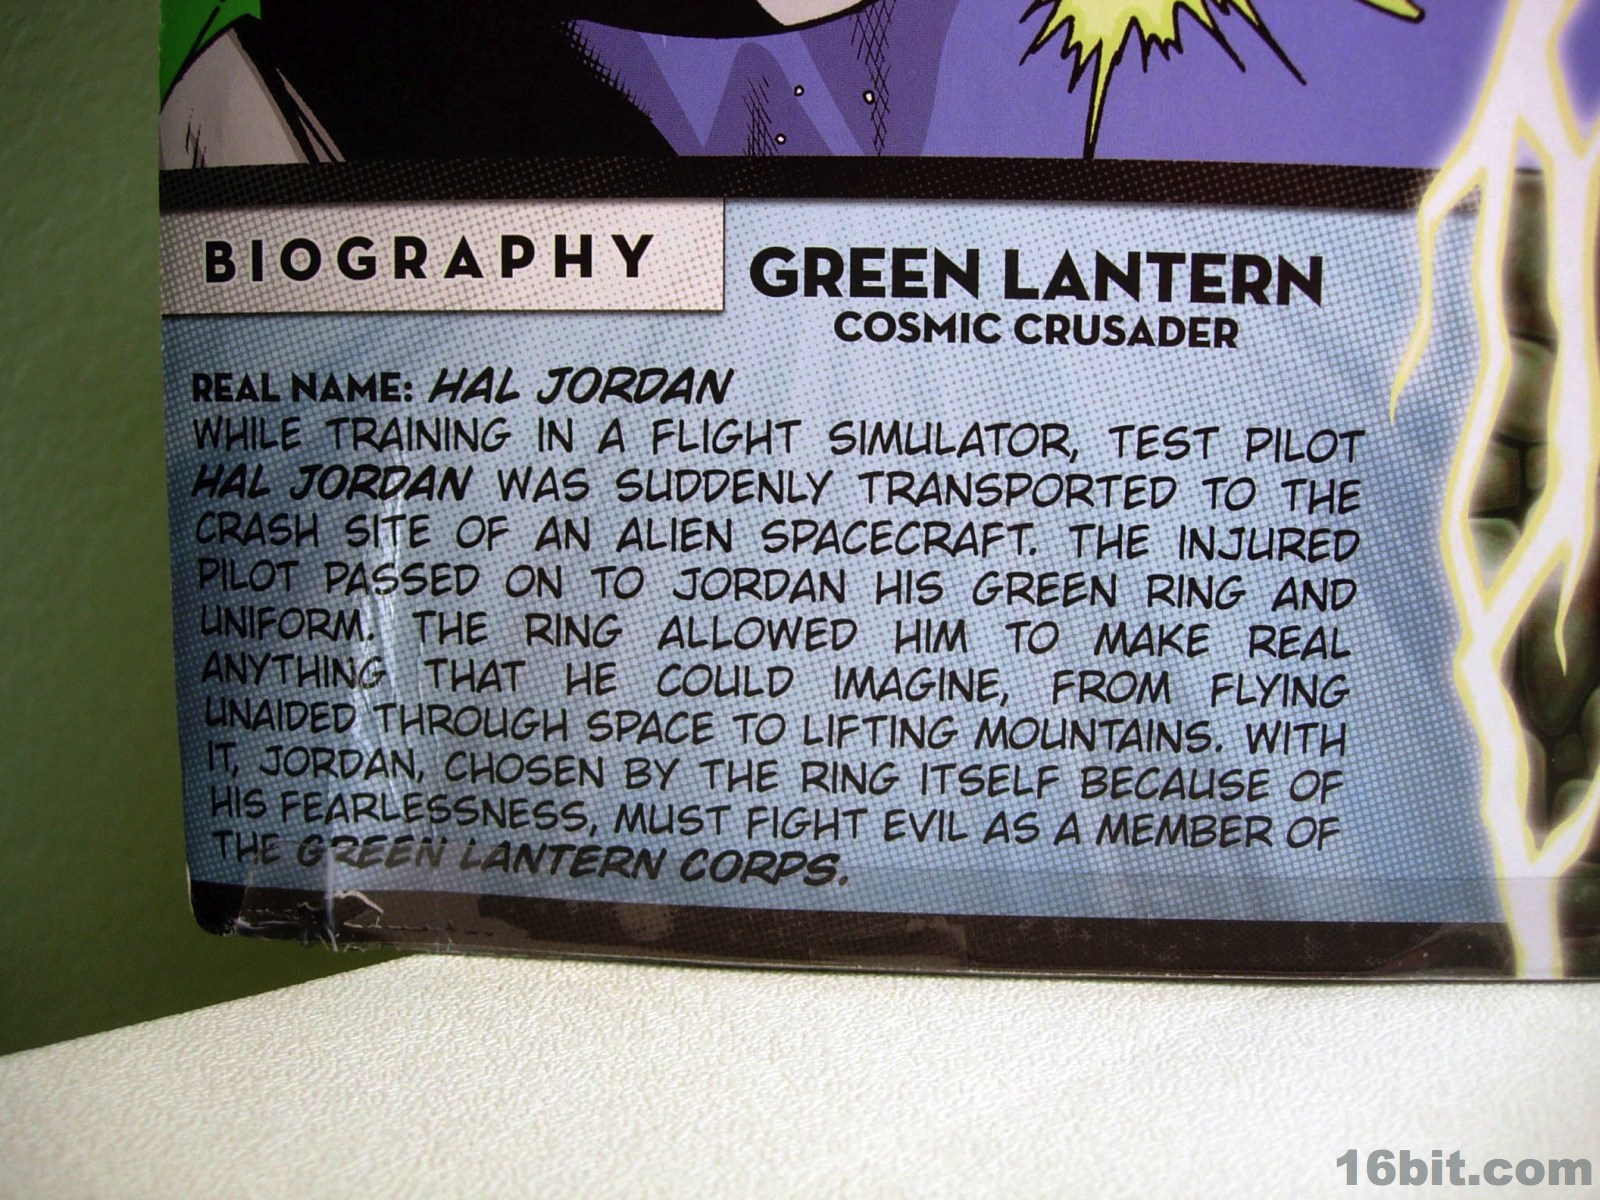 BIOGRAPHY
GREEN LANTERN
COSMIC CRUSADER
REAL NAME: HAL JORDAN
WHILE TRAINING IN A FLIGHT SIMULATOR, TEST PILOT
HAL JORDAN WAS SUDDENLY TRANSPORTED TO THE
CRASH SITE OF AN ALIEN SPACECRAFT. THE INJURED
PILOT PASSED ON TO JORDAN HIS GREEN RING AND
UNIFORM. THE RING ALLOWED HIM TO MAKE REAL
ANYTHING THAT HE COULD IMAGINE, FROM FLYING
UNAIDED THROUGH SPACE TO LIFTING MOUNTAINS. WITH
IT, JORDAN, CHOSEN BY THE RING ITSELF BECAUSE OF
HIS FEARLESSNESS, MUST FIGHT EVIL AS A MEMBER OF
THE GREEN LANTERN CORPS.
16bit.com